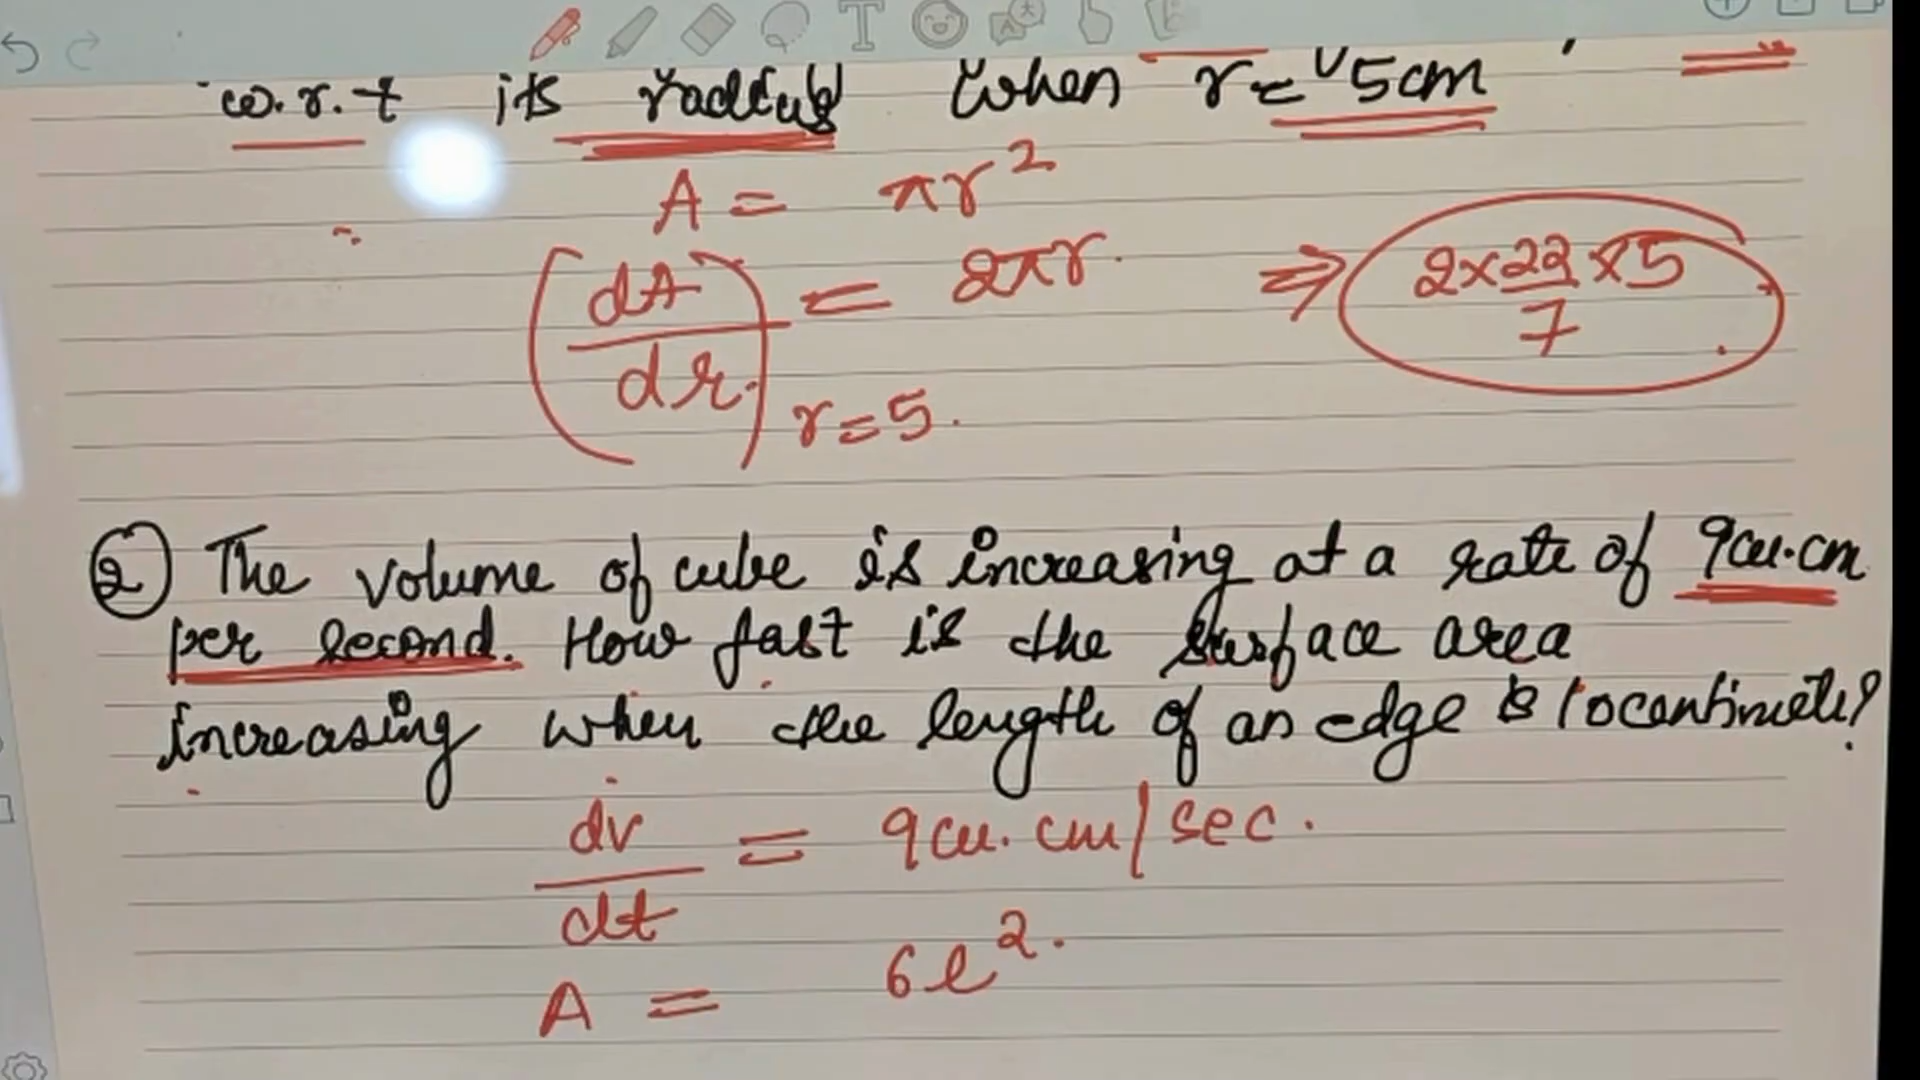 w.r.t its radius when r = 5cm
A = πr²
(dA/dr) r=5. = 2πr. ⇒ 2×22/7×5
② The volume of cube is increasing at a rate of 9cu.cm
per second. How fast is the surface area
increasing when the length of an edge is 10 centimete?
dv/dt = 9cu.cm/sec.
A = 6l².